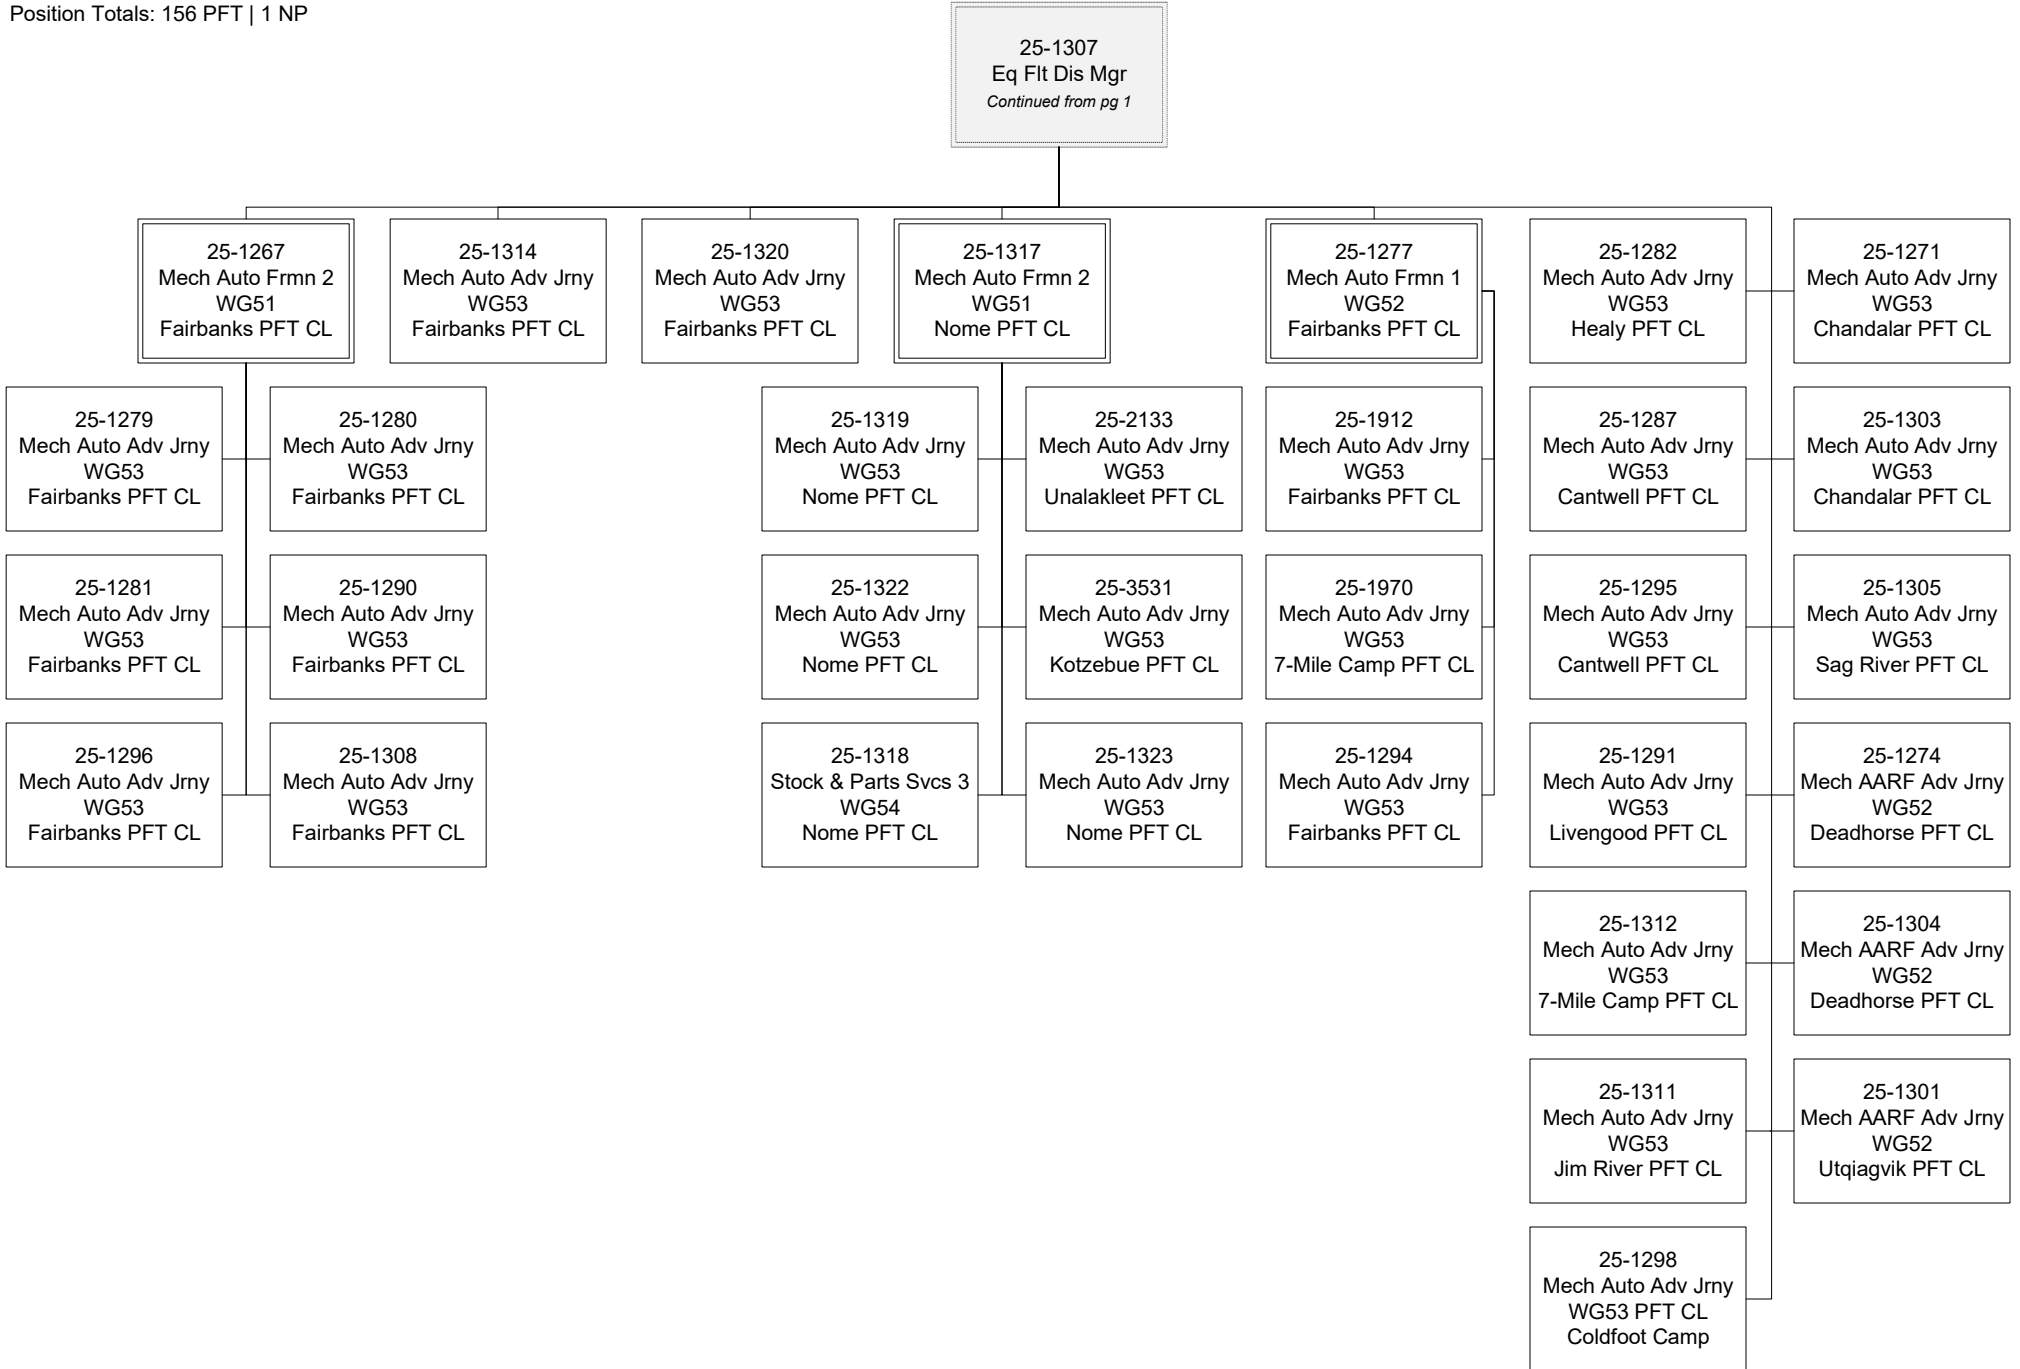 Position Totals: 156 PFT | 1 NP
25-1307
Eq Flt Dis Mgr
Continued from pg 1
25-1267
Mech Auto Frmn 2
WG51
Fairbanks PFT CL
25-1314
Mech Auto Adv Jrny
WG53
Fairbanks PFT CL
25-1320
Mech Auto Adv Jrny
WG53
Fairbanks PFT CL
25-1317
Mech Auto Frmn 2
WG51
Nome PFT CL
25-1277
Mech Auto Frmn 1
WG52
Fairbanks PFT CL
25-1282
Mech Auto Adv Jrny
WG53
Healy PFT CL
25-1271
Mech Auto Adv Jrny
WG53
Chandalar PFT CL
25-1279
Mech Auto Adv Jrny
WG53
Fairbanks PFT CL
25-1280
Mech Auto Adv Jrny
WG53
Fairbanks PFT CL
25-1319
Mech Auto Adv Jrny
WG53
Nome PFT CL
25-2133
Mech Auto Adv Jrny
WG53
Unalakleet PFT CL
25-1912
Mech Auto Adv Jrny
WG53
Fairbanks PFT CL
25-1287
Mech Auto Adv Jrny
WG53
Cantwell PFT CL
25-1303
Mech Auto Adv Jrny
WG53
Chandalar PFT CL
25-1281
Mech Auto Adv Jrny
WG53
Fairbanks PFT CL
25-1290
Mech Auto Adv Jrny
WG53
Fairbanks PFT CL
25-1322
Mech Auto Adv Jrny
WG53
Nome PFT CL
25-3531
Mech Auto Adv Jrny
WG53
Kotzebue PFT CL
25-1970
Mech Auto Adv Jrny
WG53
7-Mile Camp PFT CL
25-1295
Mech Auto Adv Jrny
WG53
Cantwell PFT CL
25-1305
Mech Auto Adv Jrny
WG53
Sag River PFT CL
25-1296
Mech Auto Adv Jrny
WG53
Fairbanks PFT CL
25-1308
Mech Auto Adv Jrny
WG53
Fairbanks PFT CL
25-1318
Stock & Parts Svcs 3
WG54
Nome PFT CL
25-1323
Mech Auto Adv Jrny
WG53
Nome PFT CL
25-1294
Mech Auto Adv Jrny
WG53
Fairbanks PFT CL
25-1291
Mech Auto Adv Jrny
WG53
Livengood PFT CL
25-1274
Mech AARF Adv Jrny
WG52
Deadhorse PFT CL
25-1312
Mech Auto Adv Jrny
WG53
7-Mile Camp PFT CL
25-1304
Mech AARF Adv Jrny
WG52
Deadhorse PFT CL
25-1311
Mech Auto Adv Jrny
WG53
Jim River PFT CL
25-1301
Mech AARF Adv Jrny
WG52
Utqiagvik PFT CL
25-1298
Mech Auto Adv Jrny
WG53 PFT CL
Coldfoot Camp